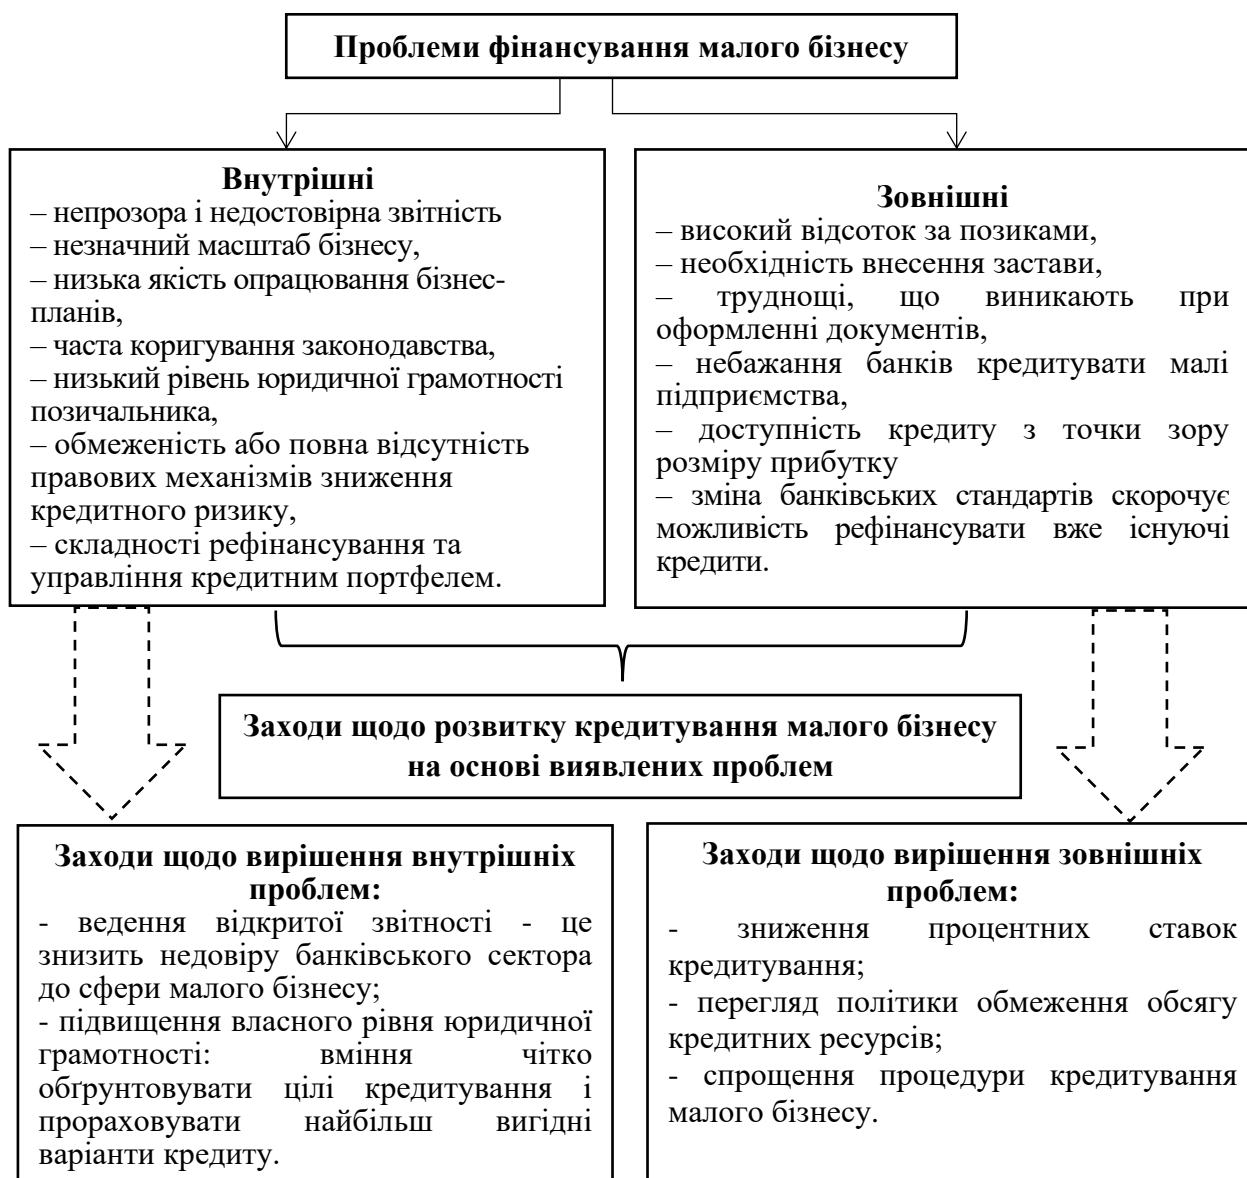 Проблеми фінансування малого бізнесу
Внутрішні
– непрозора і недостовірна звітність
– незначний масштаб бізнесу,
– низька якість опрацювання бізнес-
планів,
– часта коригування законодавства,
– низький рівень юридичної грамотності
позичальника,
– обмеженість або повна відсутність
правових механізмів зниження
кредитного ризику,
– складності рефінансування та
управління кредитним портфелем.
Зовнішні
– високий відсоток за позиками,
– необхідність внесення застави,
– труднощі, що виникають при
оформленні документів,
– небажання банків кредитувати малі
підприємства,
– доступність кредиту з точки зору
розміру прибутку
– зміна банківських стандартів скорочує
можливість рефінансувати вже існуючі
кредити.
Заходи щодо розвитку кредитування малого бізнесу
на основі виявлених проблем
Заходи щодо вирішення внутрішніх
проблем:
- ведення відкритої звітності - це
знизить недовіру банківського сектора
до сфери малого бізнесу;
- підвищення власного рівня юридичної
грамотності: вміння чітко
обґрунтовувати цілі кредитування і
прораховувати найбільш вигідні
варіанти кредиту.
Заходи щодо вирішення зовнішніх
проблем:
- зниження процентних ставок
кредитування;
- перегляд політики обмеження обсягу
кредитних ресурсів;
- спрощення процедури кредитування
малого бізнесу.